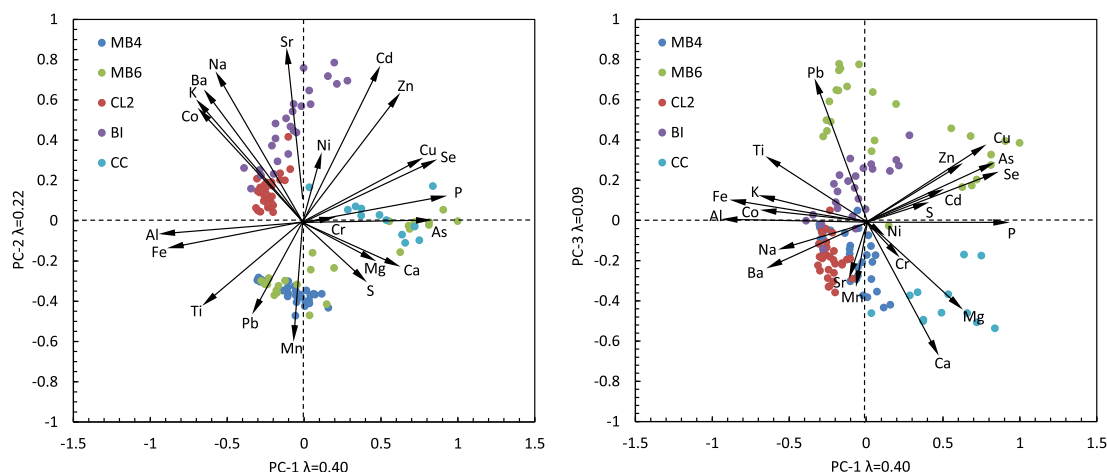 1
0.8
0.6
0.4
0.2
0
-0.2
-0.4
-0.6
-0.8
-1
PC-2 λ=0.22
MB4
MB6
CL2
BI
CC
Sr
Cd
Na
Ba
K
Co
Zn
Ni
Cu
Se
P
Cr
As
Al
Fe
Mg
Ca
S
Ti
Pb
Mn
-1.5
-1
-0.5
0
0.5
1
1.5
PC-1 λ=0.40
1
0.8
0.6
0.4
0.2
0
-0.2
-0.4
-0.6
-0.8
-1
PC-3 λ=0.09
MB4
MB6
CL2
BI
CC
Pb
Ti
Cu
Zn
As
Se
K
Fe
Cd
Co
S
Al
Ni
P
Na
Cr
Ba
Sr
Mn
Mg
Ca
-1.5
-1
-0.5
0
0.5
1
1.5
PC-1 λ=0.40